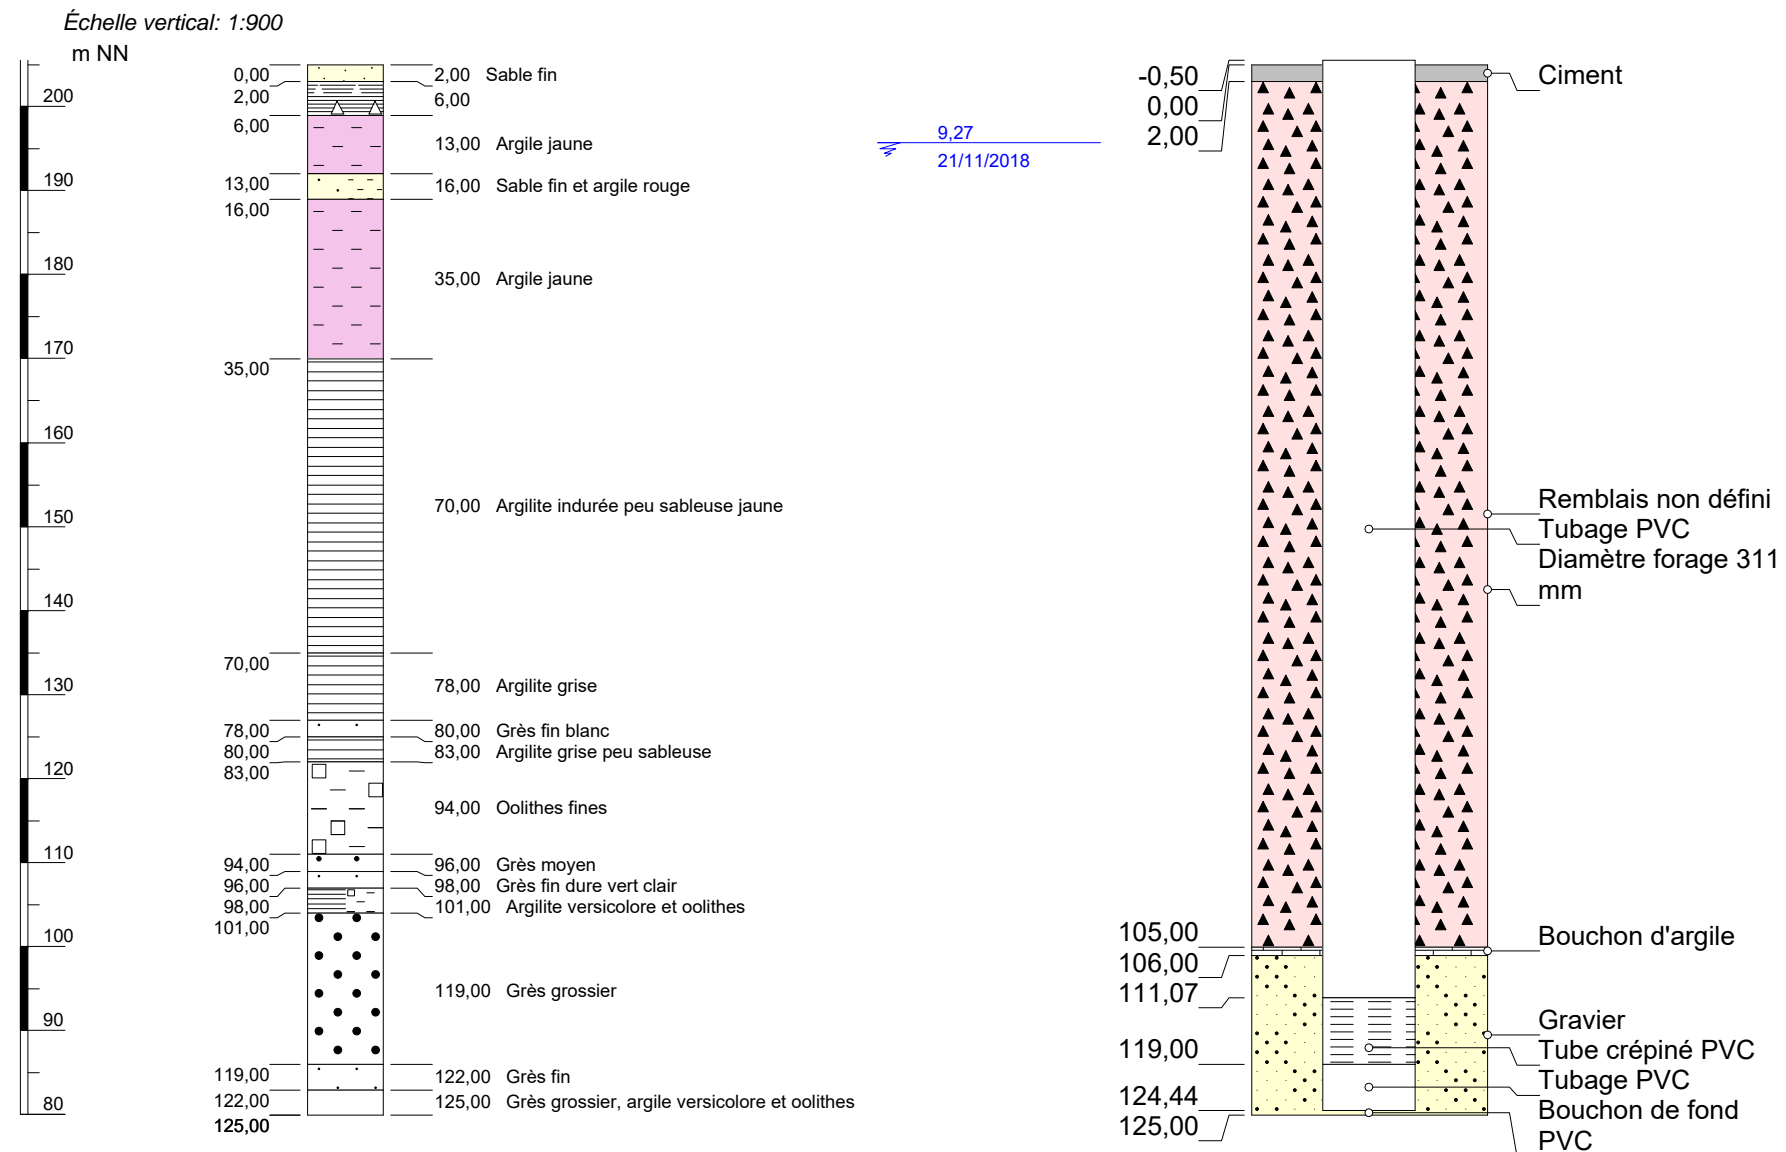 Échelle vertical: 1:900
m NN
200
190
180
170
160
150
140
130
120
110
100
90
80
0,00
2,00 Sable fin
2,00
6,00
6,00
13,00 Argile jaune
13,00
16,00 Sable fin et argile rouge
16,00
35,00 Argile jaune
35,00
70,00 Argilite indurée peu sableuse jaune
70,00
78,00 Argilite grise
78,00
80,00 Grès fin blanc
80,00
83,00 Argilite grise peu sableuse
83,00
94,00 Oolithes fines
94,00
96,00 Grès moyen
96,00
98,00 Grès fin dure vert clair
98,00
101,00 Argilite versicolore et oolithes
101,00
119,00 Grès grossier
119,00
122,00 Grès fin
122,00
125,00 Grès grossier, argile versicolore et oolithes
125,00
9,27
21/11/2018
-0,50
0,00
2,00
105,00
106,00
111,07
119,00
124,44
125,00
Ciment
Remblais non défini
Tubage PVC
Diamètre forage 311
mm
Bouchon d'argile
Gravier
Tube crépiné PVC
Tubage PVC
Bouchon de fond
PVC